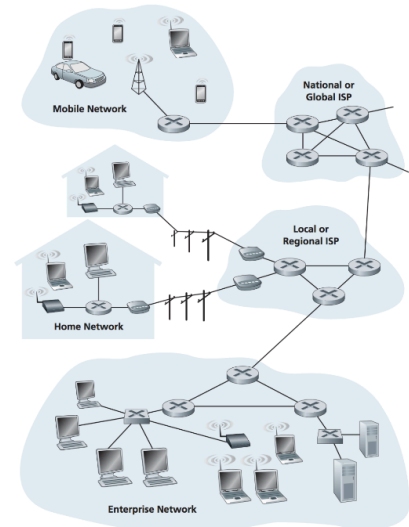 National or
Global ISP
Mobile Network
Local or
Regional ISP
Home Network
Enterprise Network